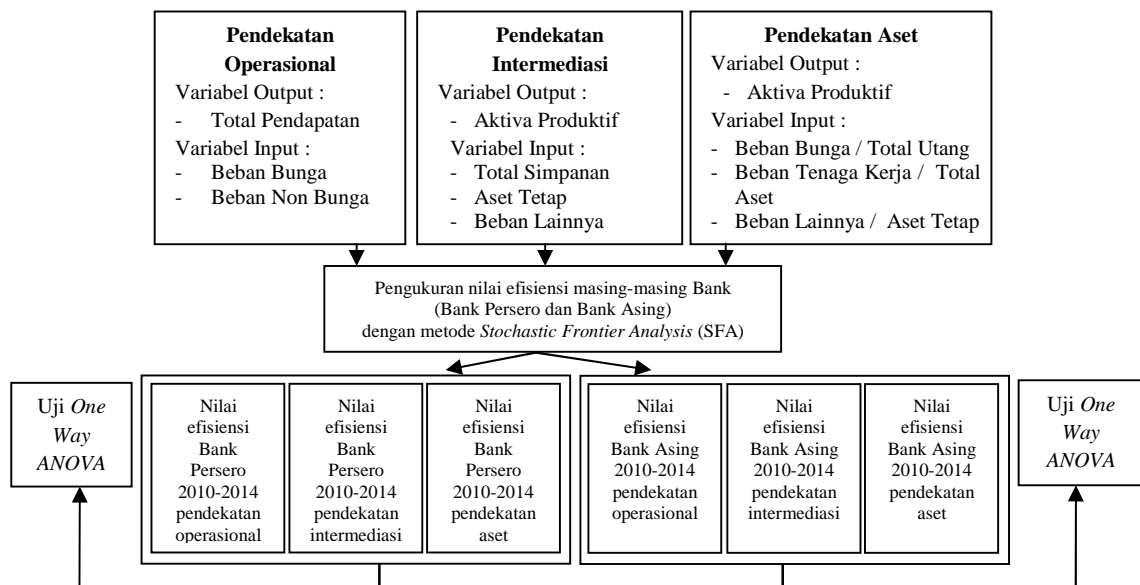 Pendekatan
Operasional
Variabel Output :
- Total Pendapatan
Variabel Input :
- Beban Bunga
- Beban Non Bunga
Pendekatan
Intermediasi
Variabel Output :
- Aktiva Produktif
Variabel Input :
- Total Simpanan
- Aset Tetap
- Beban Lainnya
Pendekatan Aset
Variabel Output :
- Aktiva Produktif
Variabel Input :
- Beban Bunga / Total Utang
- Beban Tenaga Kerja / Total
Aset
- Beban Lainnya / Aset Tetap
Pengukuran nilai efisiensi masing-masing Bank
(Bank Persero dan Bank Asing)
dengan metode Stochastic Frontier Analysis (SFA)
Uji One
Way
ANOVA
Nilai
efisiensi
Bank
Persero
2010-2014
pendekatan
operasional
Nilai
efisiensi
Bank
Persero
2010-2014
pendekatan
intermediasi
Nilai
efisiensi
Bank
Persero
2010-2014
pendekatan
aset
Nilai
efisiensi
Bank Asing
2010-2014
pendekatan
operasional
Nilai
efisiensi
Bank Asing
2010-2014
pendekatan
intermediasi
Nilai
efisiensi
Bank Asing
2010-2014
pendekatan
aset
Uji One
Way
ANOVA